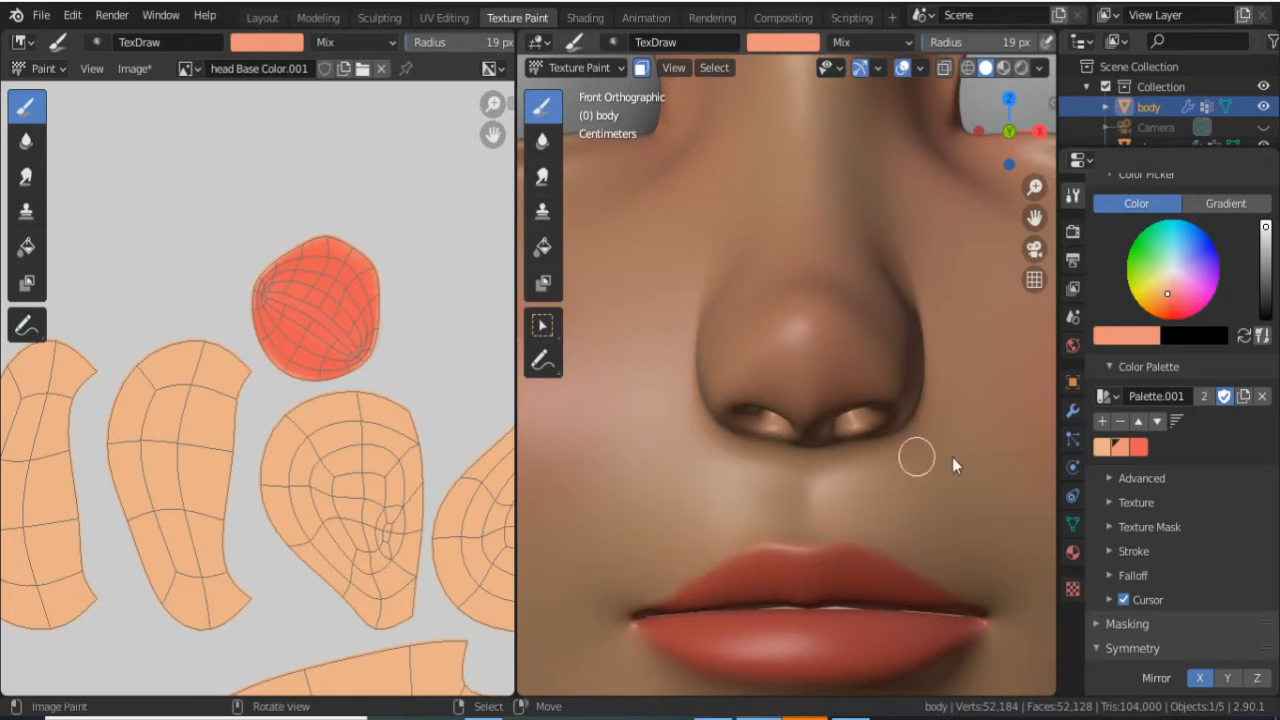 File Edit Render Window Help Layout Modeling Sculpting UV Editing Texture Paint Shading Animation Rendering Compositing Scripting + Scene View Layer
TexDraw Mix Radius 19 px TexDraw Mix Radius 19 px
Paint View Image* head Base Color.001 Texture Paint View Select
Scene Collection
Collection
body
Camera
Front Orthographic
(0) body
Centimeters
Z
Y
X
Color Picker
Color Gradient
Color Palette
Palette.001 2
Advanced
Texture
Texture Mask
Stroke
Falloff
Cursor
Masking
Symmetry
Mirror X Y Z
Image Paint Rotate View Select Move body | Verts:52,184 | Faces:52,128 | Tris:104,000 | Objects:1/5 | 2.90.1